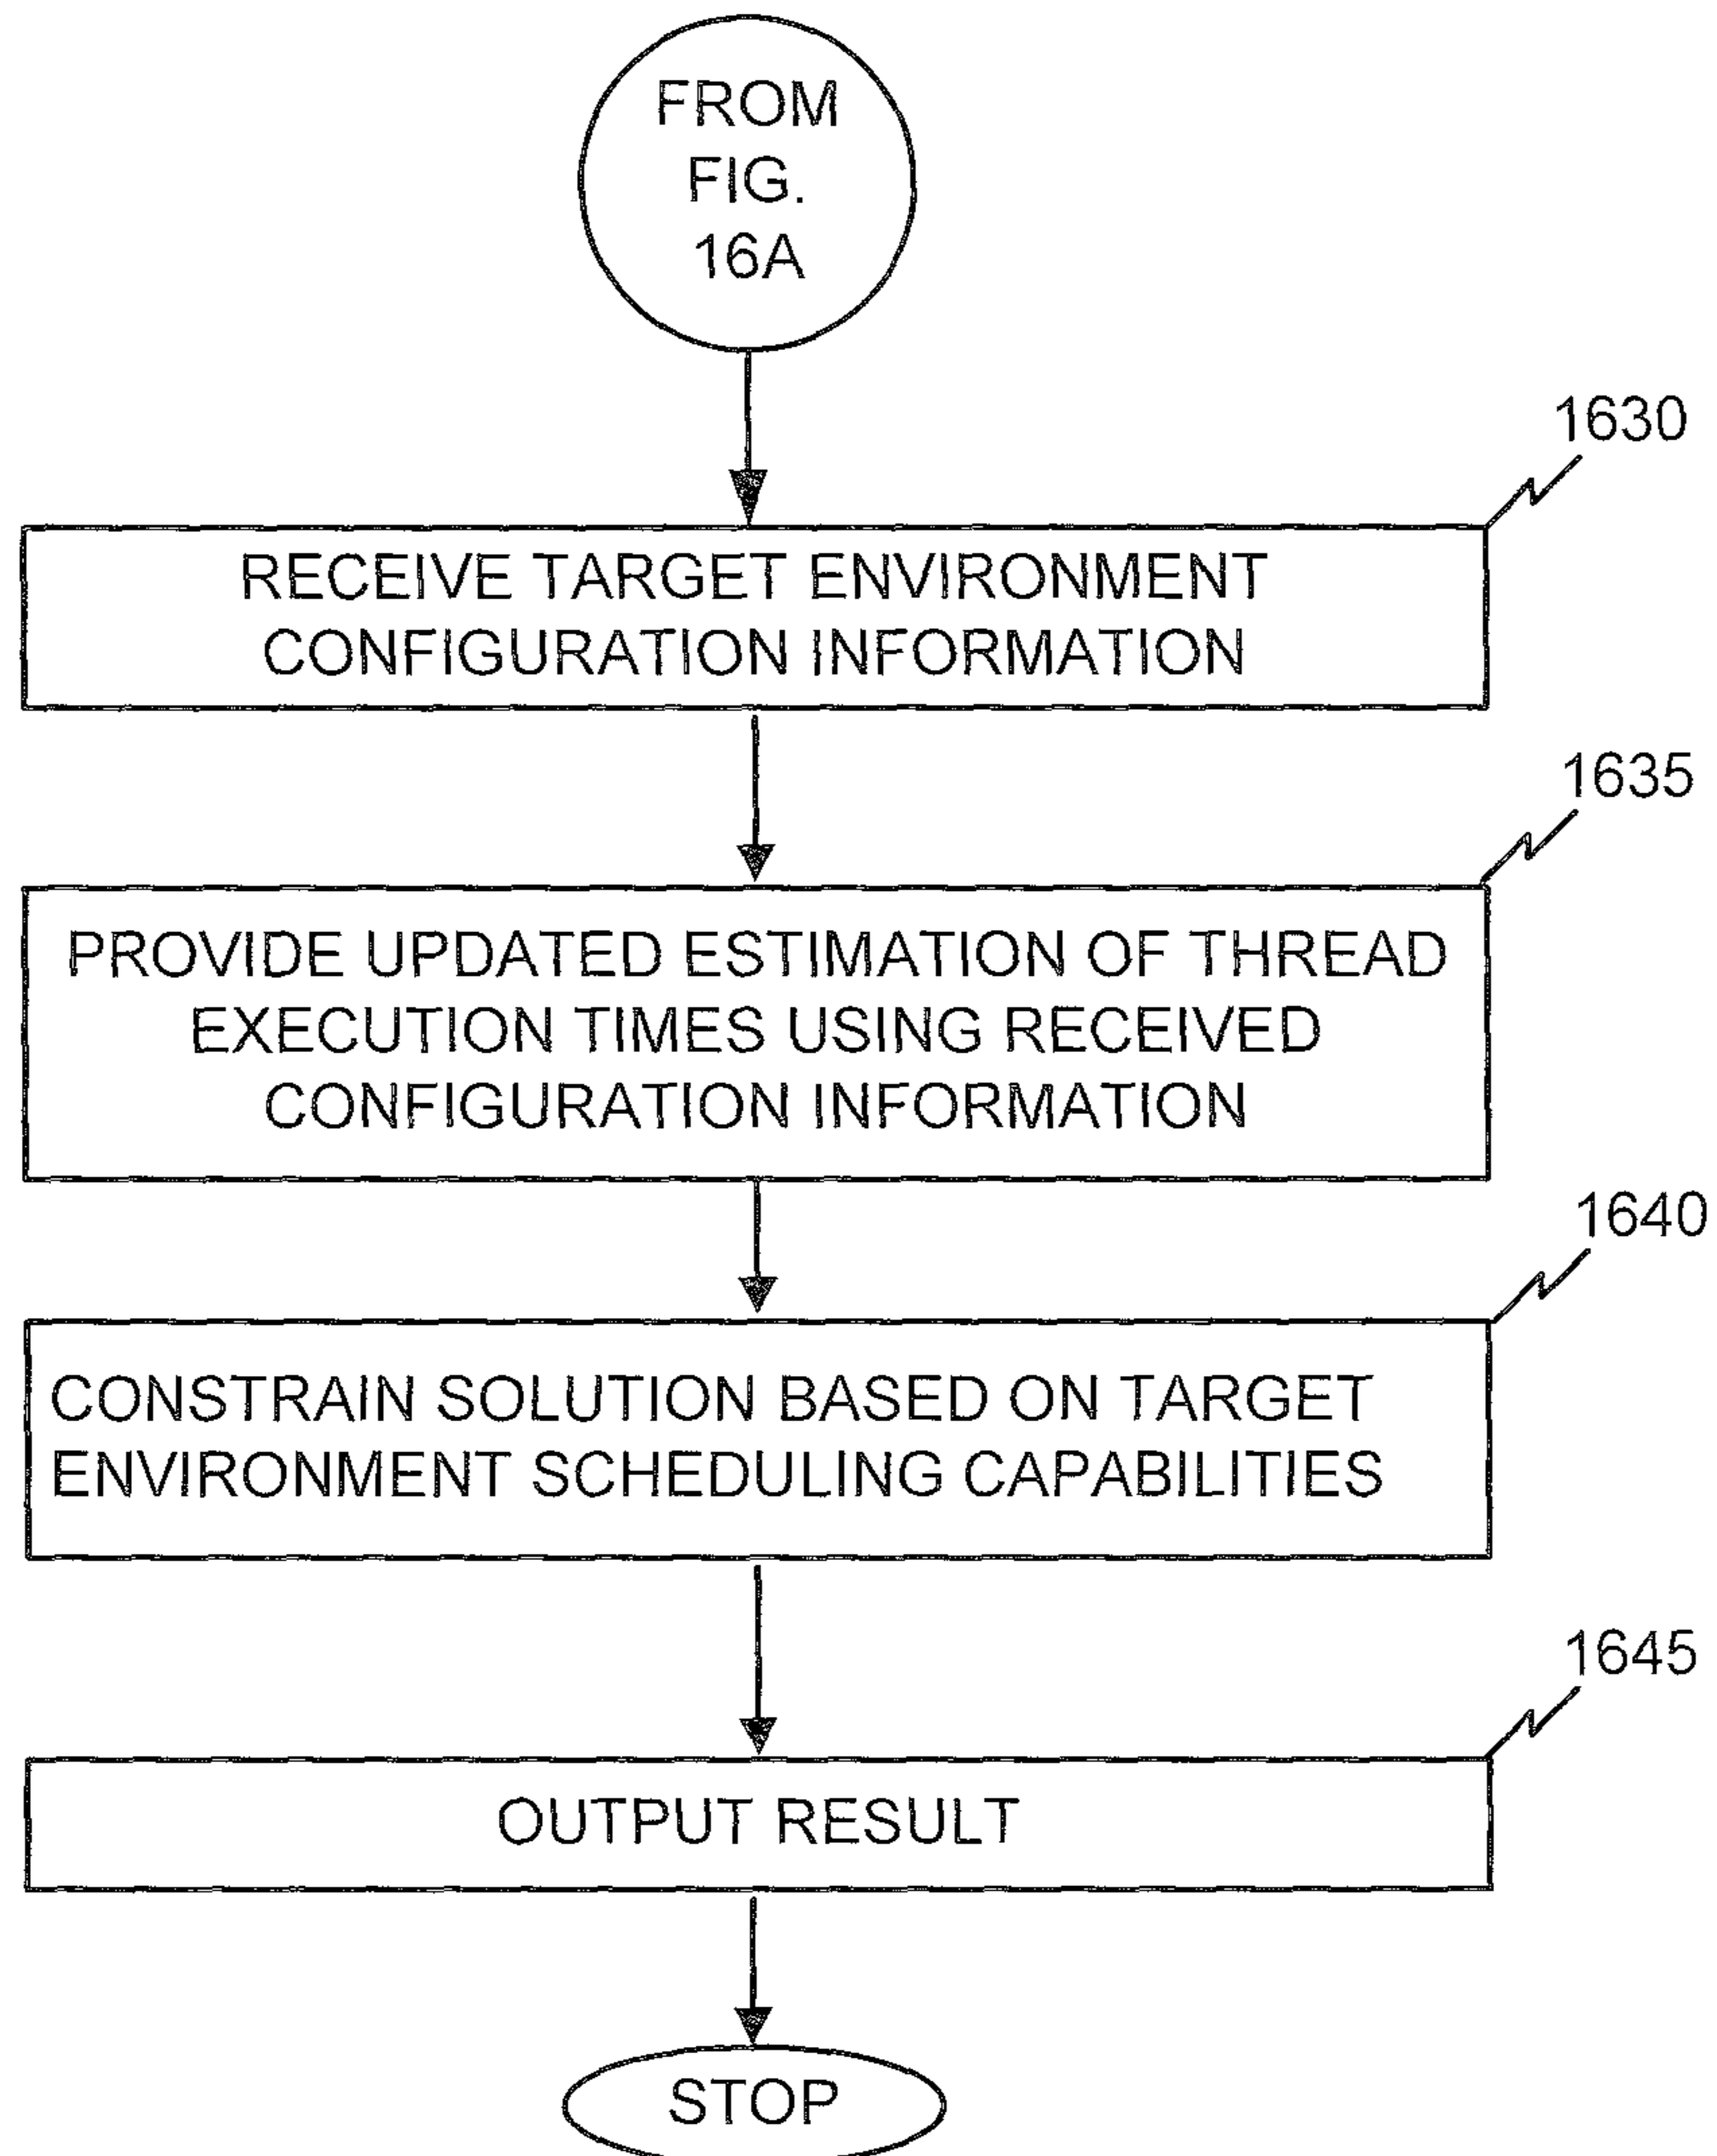 FROM
FIG.
16A
1630
RECEIVE TARGET ENVIRONMENT
CONFIGURATION INFORMATION
1635
PROVIDE UPDATED ESTIMATION OF THREAD
EXECUTION TIMES USING RECEIVED
CONFIGURATION INFORMATION
1640
CONSTRAIN SOLUTION BASED ON TARGET
ENVIRONMENT SCHEDULING CAPABILITIES
1645
OUTPUT RESULT
STOP